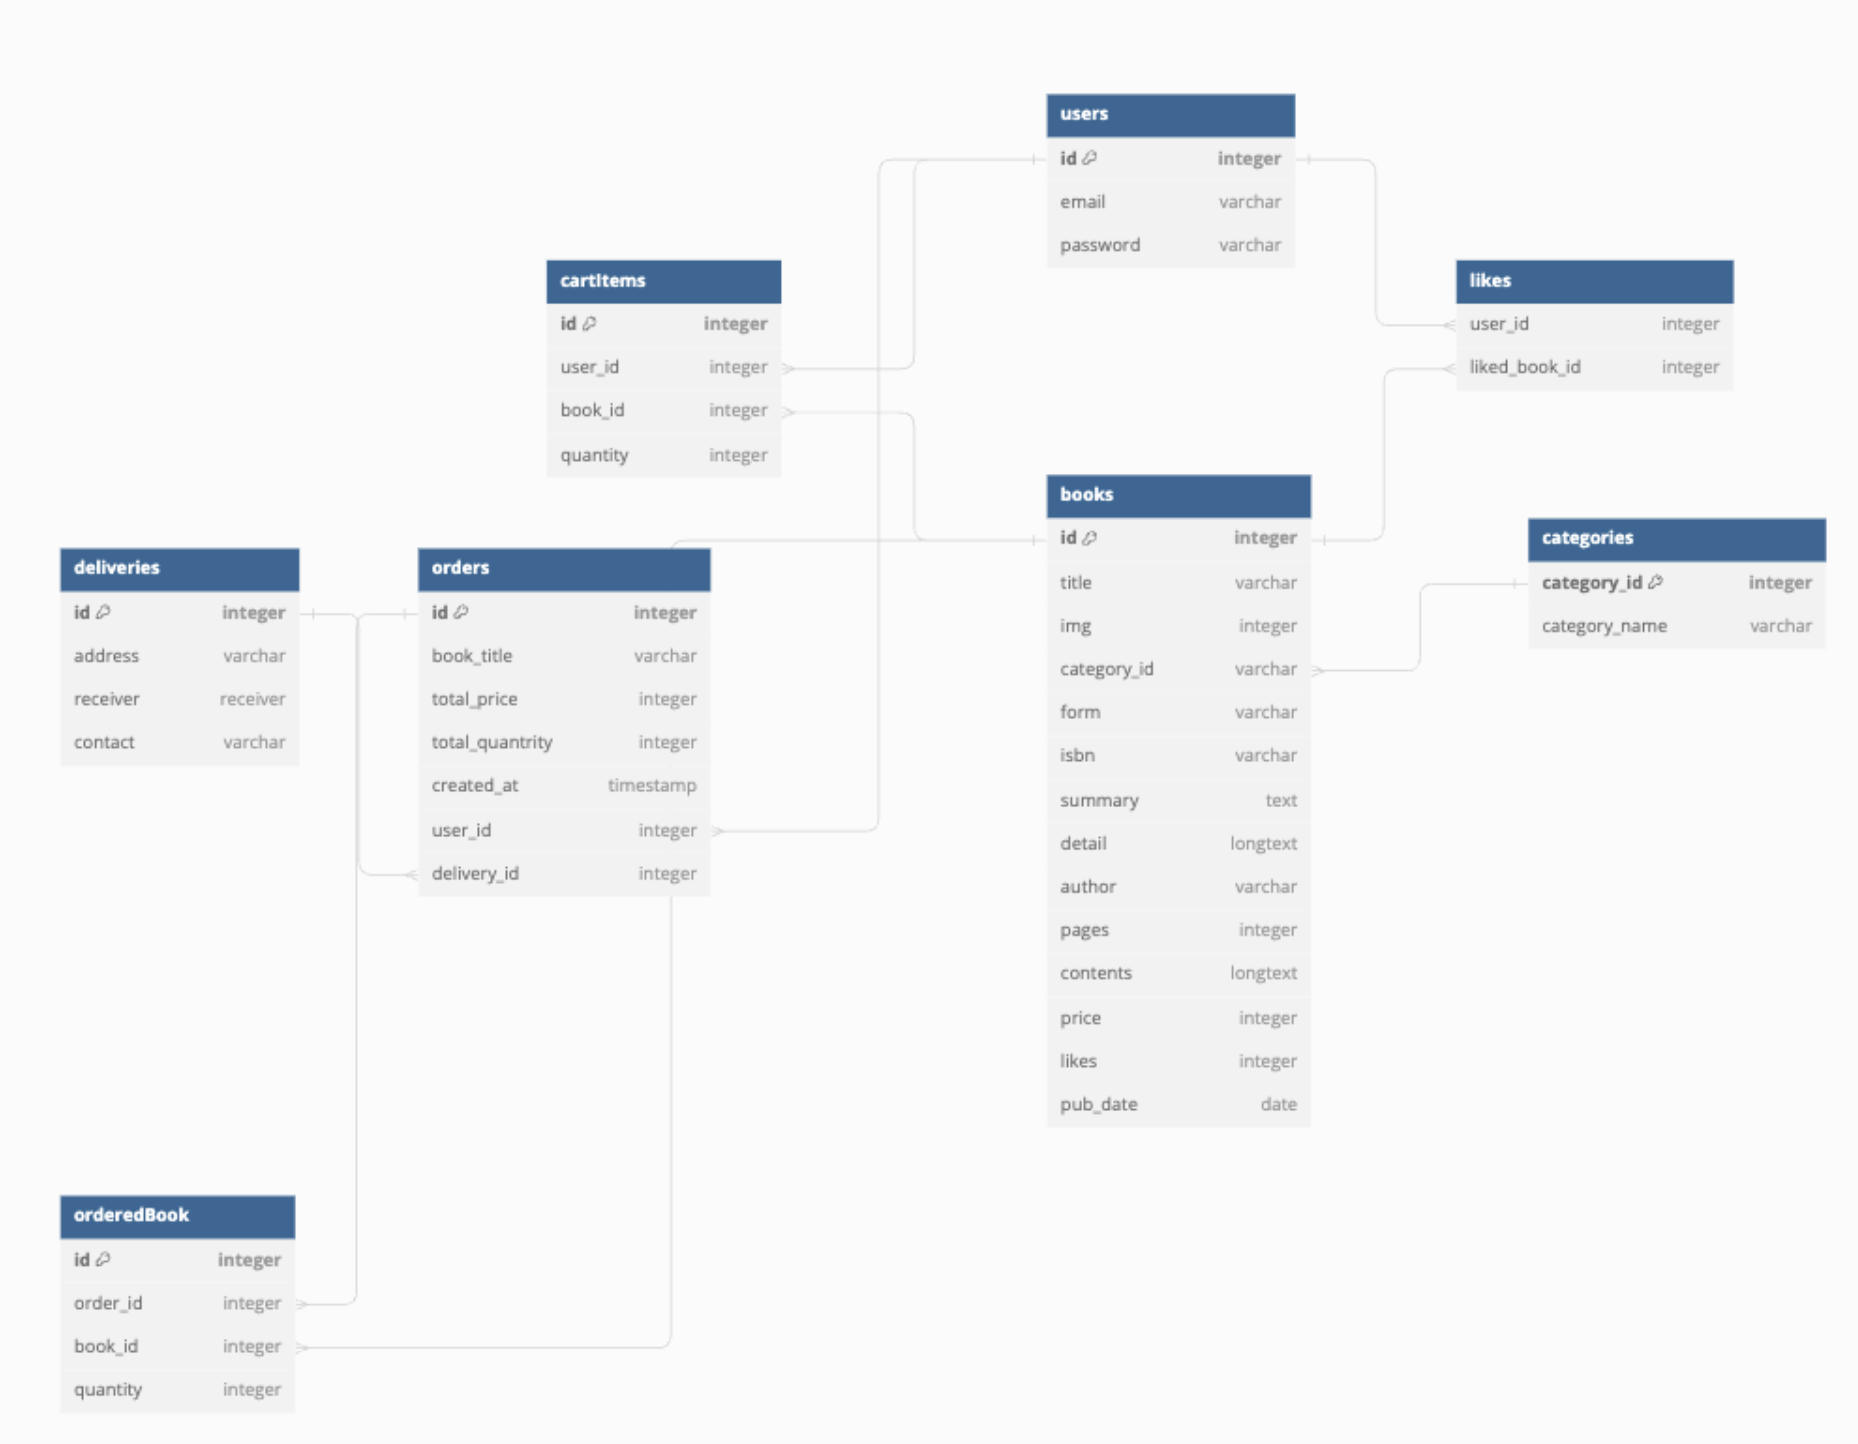 users
id integer
email varchar
password varchar
cartItems
id integer
user_id integer
book_id integer
quantity integer
likes
user_id integer
liked_book_id integer
books
id integer
title varchar
img integer
category_id varchar
form varchar
isbn varchar
summary text
detail longtext
author varchar
pages integer
contents longtext
price integer
likes integer
pub_date date
categories
category_id integer
category_name varchar
deliveries
id integer
address varchar
receiver receiver
contact varchar
orders
id integer
book_title varchar
total_price integer
total_quantrity integer
created_at timestamp
user_id integer
delivery_id integer
orderedBook
id integer
order_id integer
book_id integer
quantity integer